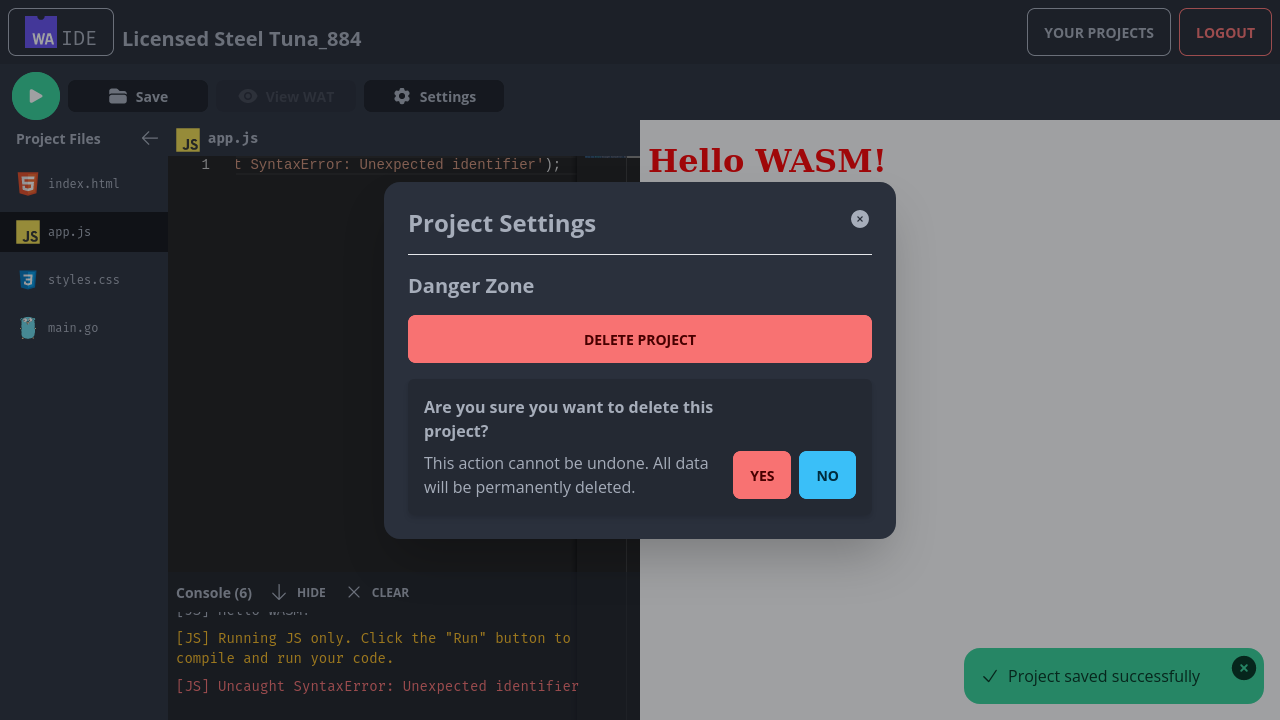 WA IDE
Licensed Steel Tuna_884
YOUR PROJECTS
LOGOUT
Save
View WAT
Settings
Project Files
JS app.js
index.html
JS app.js
styles.css
main.go
1 t SyntaxError: Unexpected identifier');
Hello WASM!
Project Settings
Danger Zone
DELETE PROJECT
Are you sure you want to delete this
project?
This action cannot be undone. All data
will be permanently deleted.
YES
NO
Console (6)
HIDE
CLEAR
[JS] Hello WASM!
[JS] Running JS only. Click the "Run" button to
compile and run your code.
[JS] Uncaught SyntaxError: Unexpected identifier
Project saved successfully